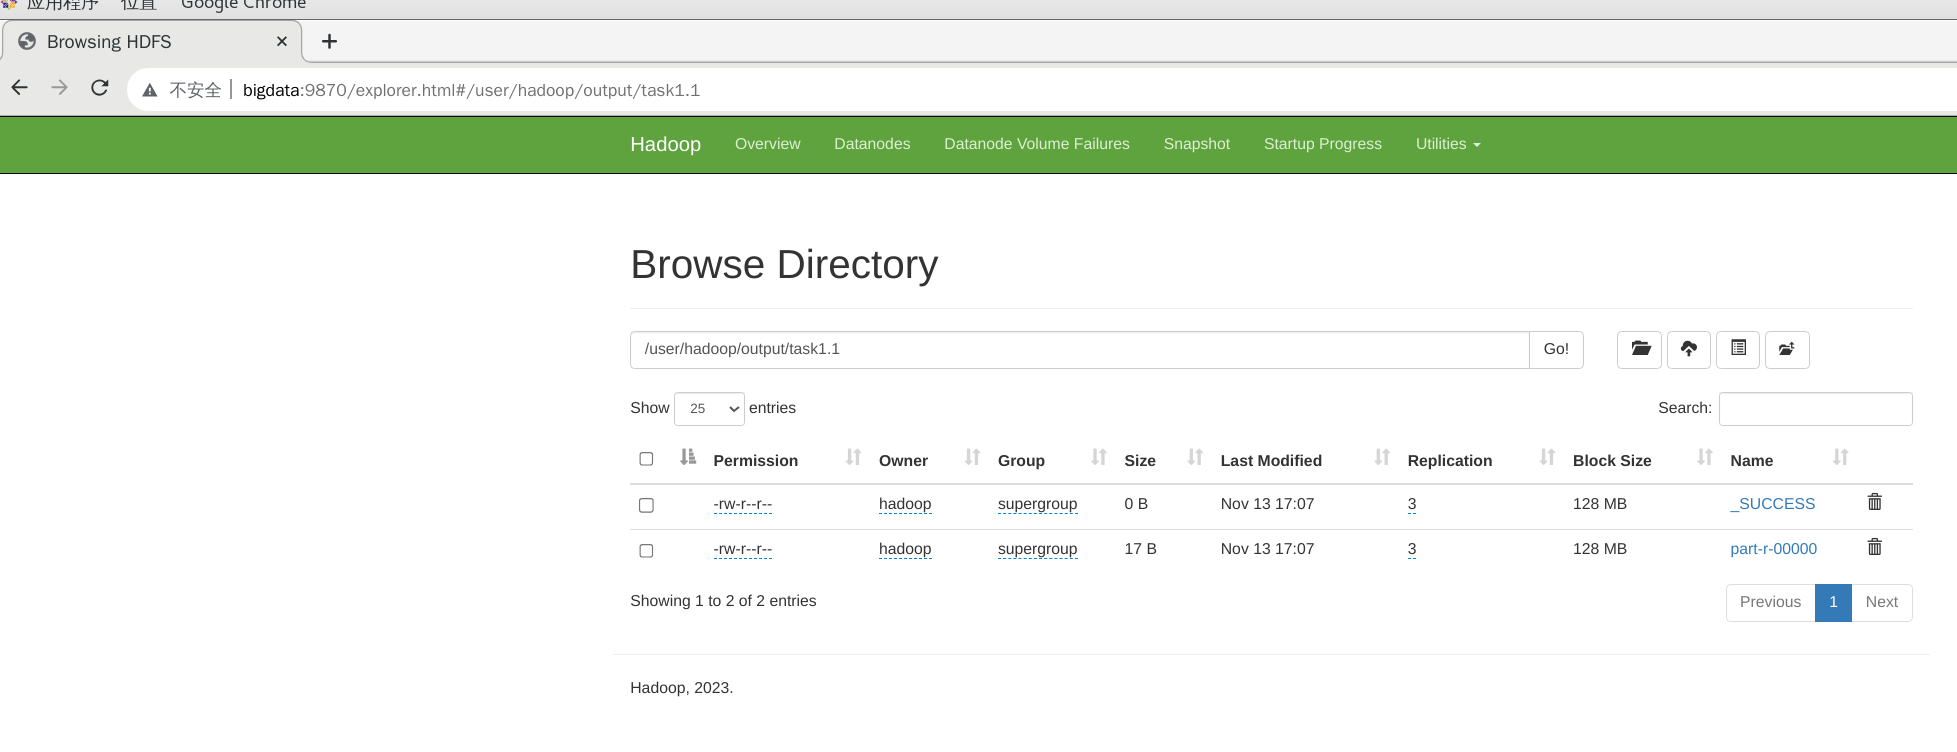 应用程序 位置 Google Chrome
Browsing HDFS
不安全 bigdata:9870/explorer.html#/user/hadoop/output/task1.1
Hadoop Overview Datanodes Datanode Volume Failures Snapshot Startup Progress Utilities
Browse Directory
/user/hadoop/output/task1.1 Go!
Show 25 entries Search:
Permission Owner Group Size Last Modified Replication Block Size Name
-rw-r--r-- hadoop supergroup 0 B Nov 13 17:07 3 128 MB _SUCCESS
-rw-r--r-- hadoop supergroup 17 B Nov 13 17:07 3 128 MB part-r-00000
Showing 1 to 2 of 2 entries Previous 1 Next
Hadoop, 2023.